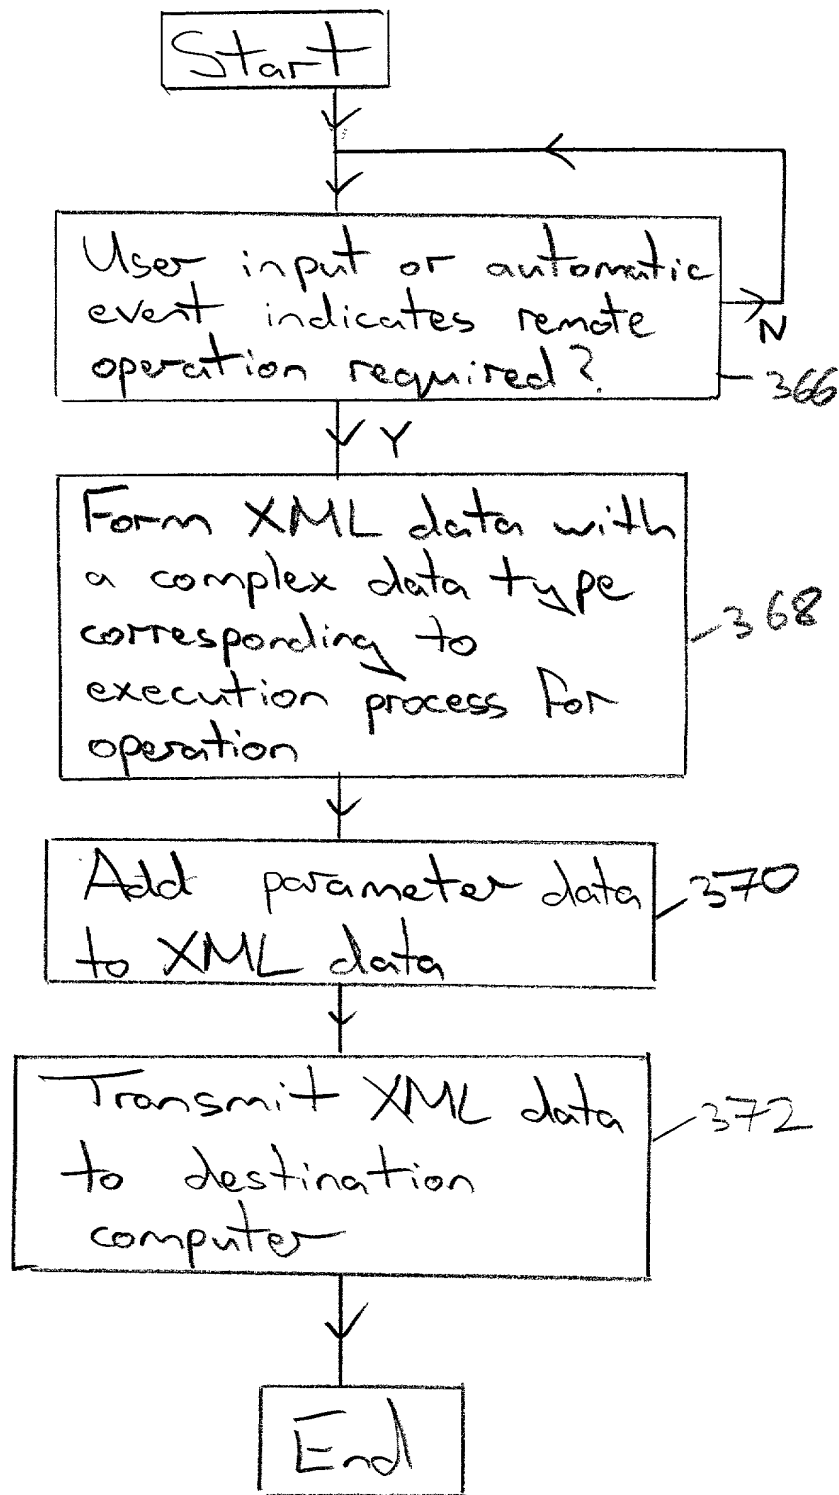 Start
User input or automatic
event indicates remote
operation required?
N
366
Y
Form XML data with
a complex data type
corresponding to
execution process for
operation
368
Add parameter data
to XML data
370
Transmit XML data
to destination
computer
372
End